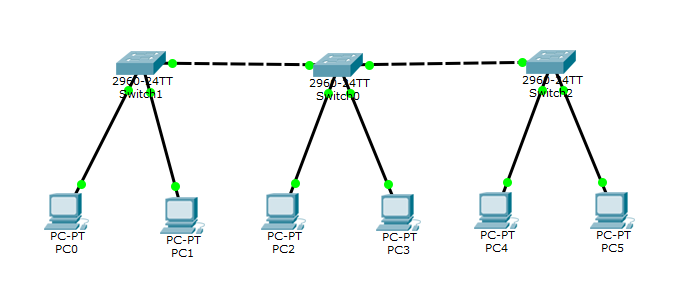 2960-24TT
Switch1
2960-24TT
Switch0
2960-24TT
Switch2
PC-PT
PC0
PC-PT
PC1
PC-PT
PC2
PC-PT
PC3
PC-PT
PC4
PC-PT
PC5